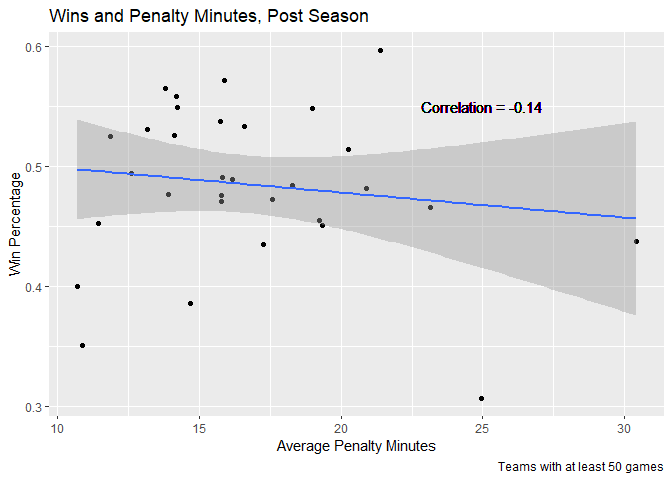 Wins and Penalty Minutes, Post Season
0.6
Correlation = -0.14
0.5
0.4
0.3
Win Percentage
10 15 20 25 30
Average Penalty Minutes
Teams with at least 50 games